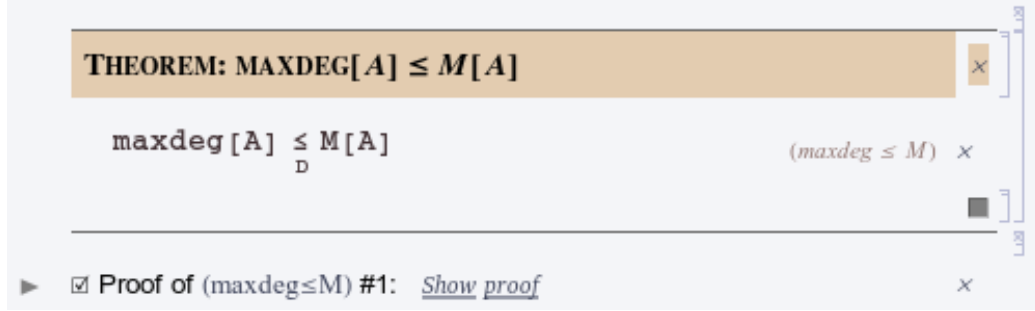 THEOREM: MAXDEG[A] ≤ M[A] ×
maxdeg[A] ≤ M[A] (maxdeg ≤ M) ×
D
Proof of (maxdeg≤M) #1: Show proof ×